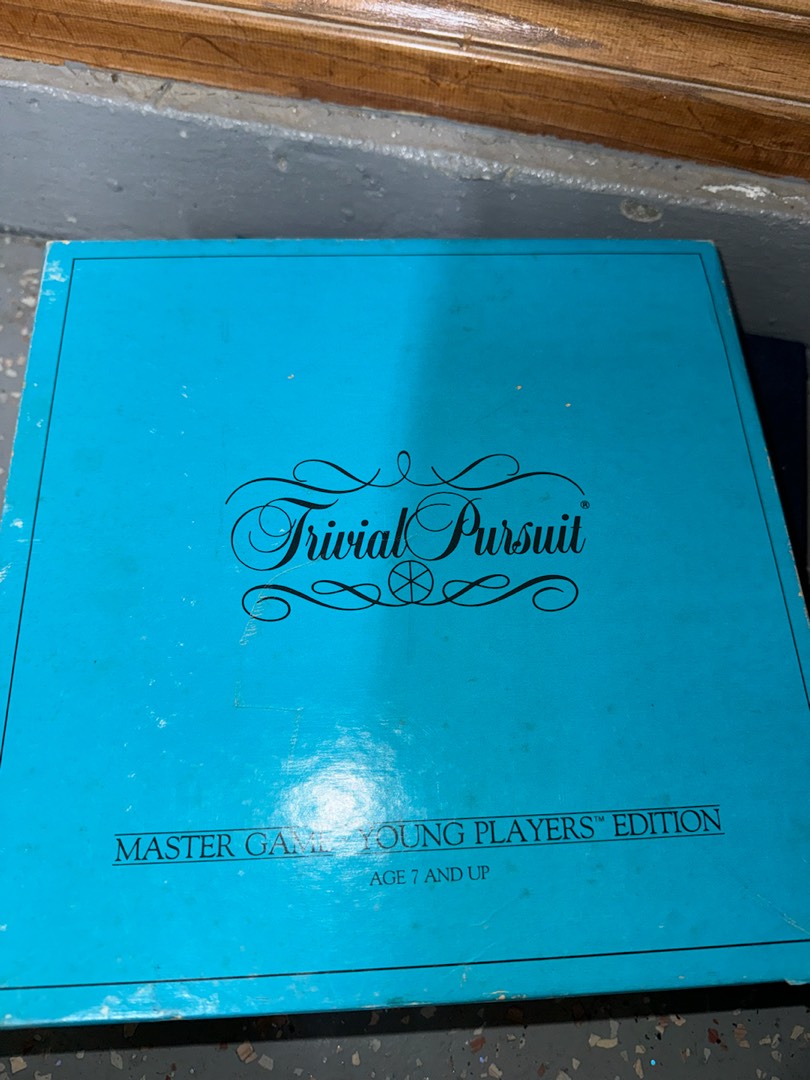 Trivial Pursuit®
MASTER GAME YOUNG PLAYERS™ EDITION
AGE 7 AND UP